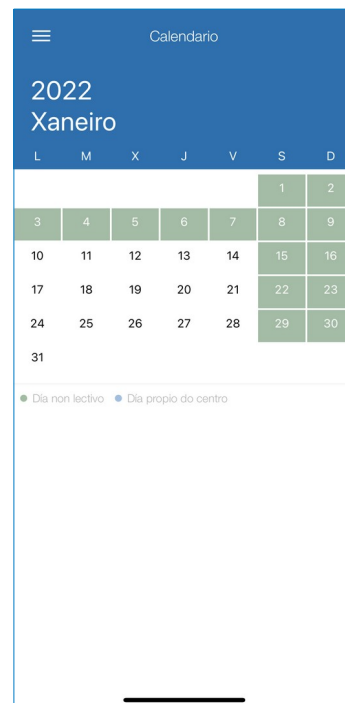 Calendario
2022
Xaneiro
L M X J V S D
1 2
3 4 5 6 7 8 9
10 11 12 13 14 15 16
17 18 19 20 21 22 23
24 25 26 27 28 29 30
31
Día non lectivo Día propio do centro